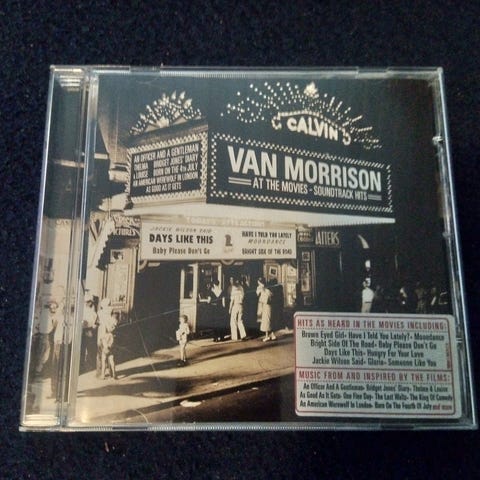 CALVIN
VAN MORRISON
AT THE MOVIES - SOUNDTRACK HITS
AN OFFICER AND A GENTLEMAN
THELMA BRIDGET JONES' DIARY
& LOUISE BORN ON THE 4TH JULY
AN AMERICAN WEREWOLF IN LONDON
AS GOOD AS IT GETS
JACKIE WILSON SAID
DAYS LIKE THIS
Baby Please Don't Go
HAVE I TOLD YOU LATELY
MOONDANCE
BRIGHT SIDE OF THE ROAD
HITS AS HEARD IN THE MOVIES INCLUDING:
Brown Eyed Girl • Have I Told You Lately? • Moondance
Bright Side Of The Road • Baby Please Don't Go
Days Like This • Hungry For Your Love
Jackie Wilson Said • Gloria • Someone Like You
MUSIC FROM AND INSPIRED BY THE FILMS:
An Officer And A Gentleman • Bridget Jones' Diary • Thelma & Louise
As Good As It Gets • One Fine Day • The Last Waltz • The King Of Comedy
An American Werewolf In London • Born On The Fourth Of July and more